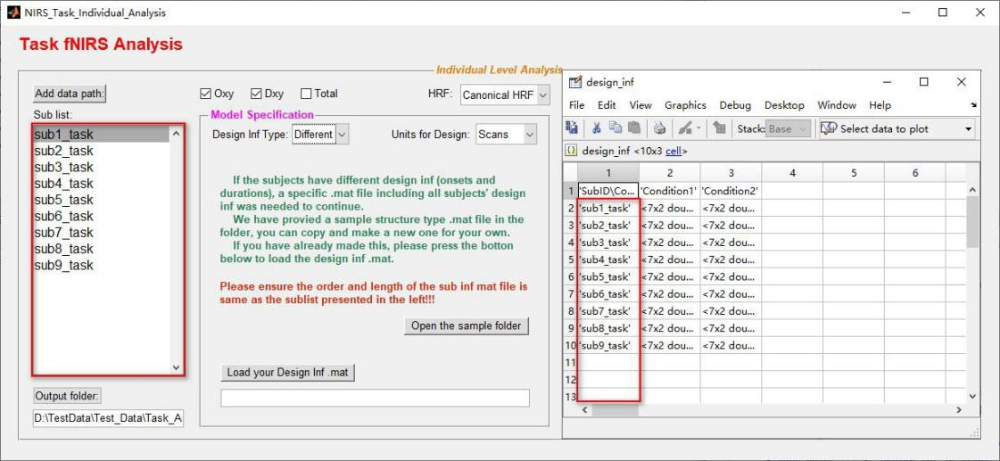 NIRS_Task_Individual_Analysis
Task fNIRS Analysis
Individual Level Analysis
Add data path:
Oxy
Dxy
Total
HRF:
Canonical HRF
Sub list:
sub1_task
sub2_task
sub3_task
sub4_task
sub5_task
sub6_task
sub7_task
sub8_task
sub9_task
Output folder:
D:\TestData\Test_Data\Task_A
Model Specification
Design Inf Type:
Different
Units for Design:
Scans
If the subjects have different design inf (onsets and
durations), a specific .mat file including all subjects' design
inf was needed to continue.
We have provied a sample structure type .mat file in the
folder, you can copy and make a new one for your own.
If you have already made this, please press the botton
below to load the design inf .mat.
Please ensure the order and length of the sub inf mat file is
same as the sublist presented in the left!!!
Open the sample folder
Load your Design Inf .mat
design_inf
File Edit View Graphics Debug Desktop Window Help
Stack: Base
Select data to plot
design_inf <10x3 cell>
1 2 3 4 5 6
1 'SubID\Co... 'Condition1' 'Condition2'
2 'sub1_task' <7x2 dou... <7x2 dou...
3 'sub2_task' <7x2 dou... <7x2 dou...
4 'sub3_task' <7x2 dou... <7x2 dou...
5 'sub4_task' <7x2 dou... <7x2 dou...
6 'sub5_task' <7x2 dou... <7x2 dou...
7 'sub6_task' <7x2 dou... <7x2 dou...
8 'sub7_task' <7x2 dou... <7x2 dou...
9 'sub8_task' <7x2 dou... <7x2 dou...
10 'sub9_task' <7x2 dou... <7x2 dou...
11
12
13